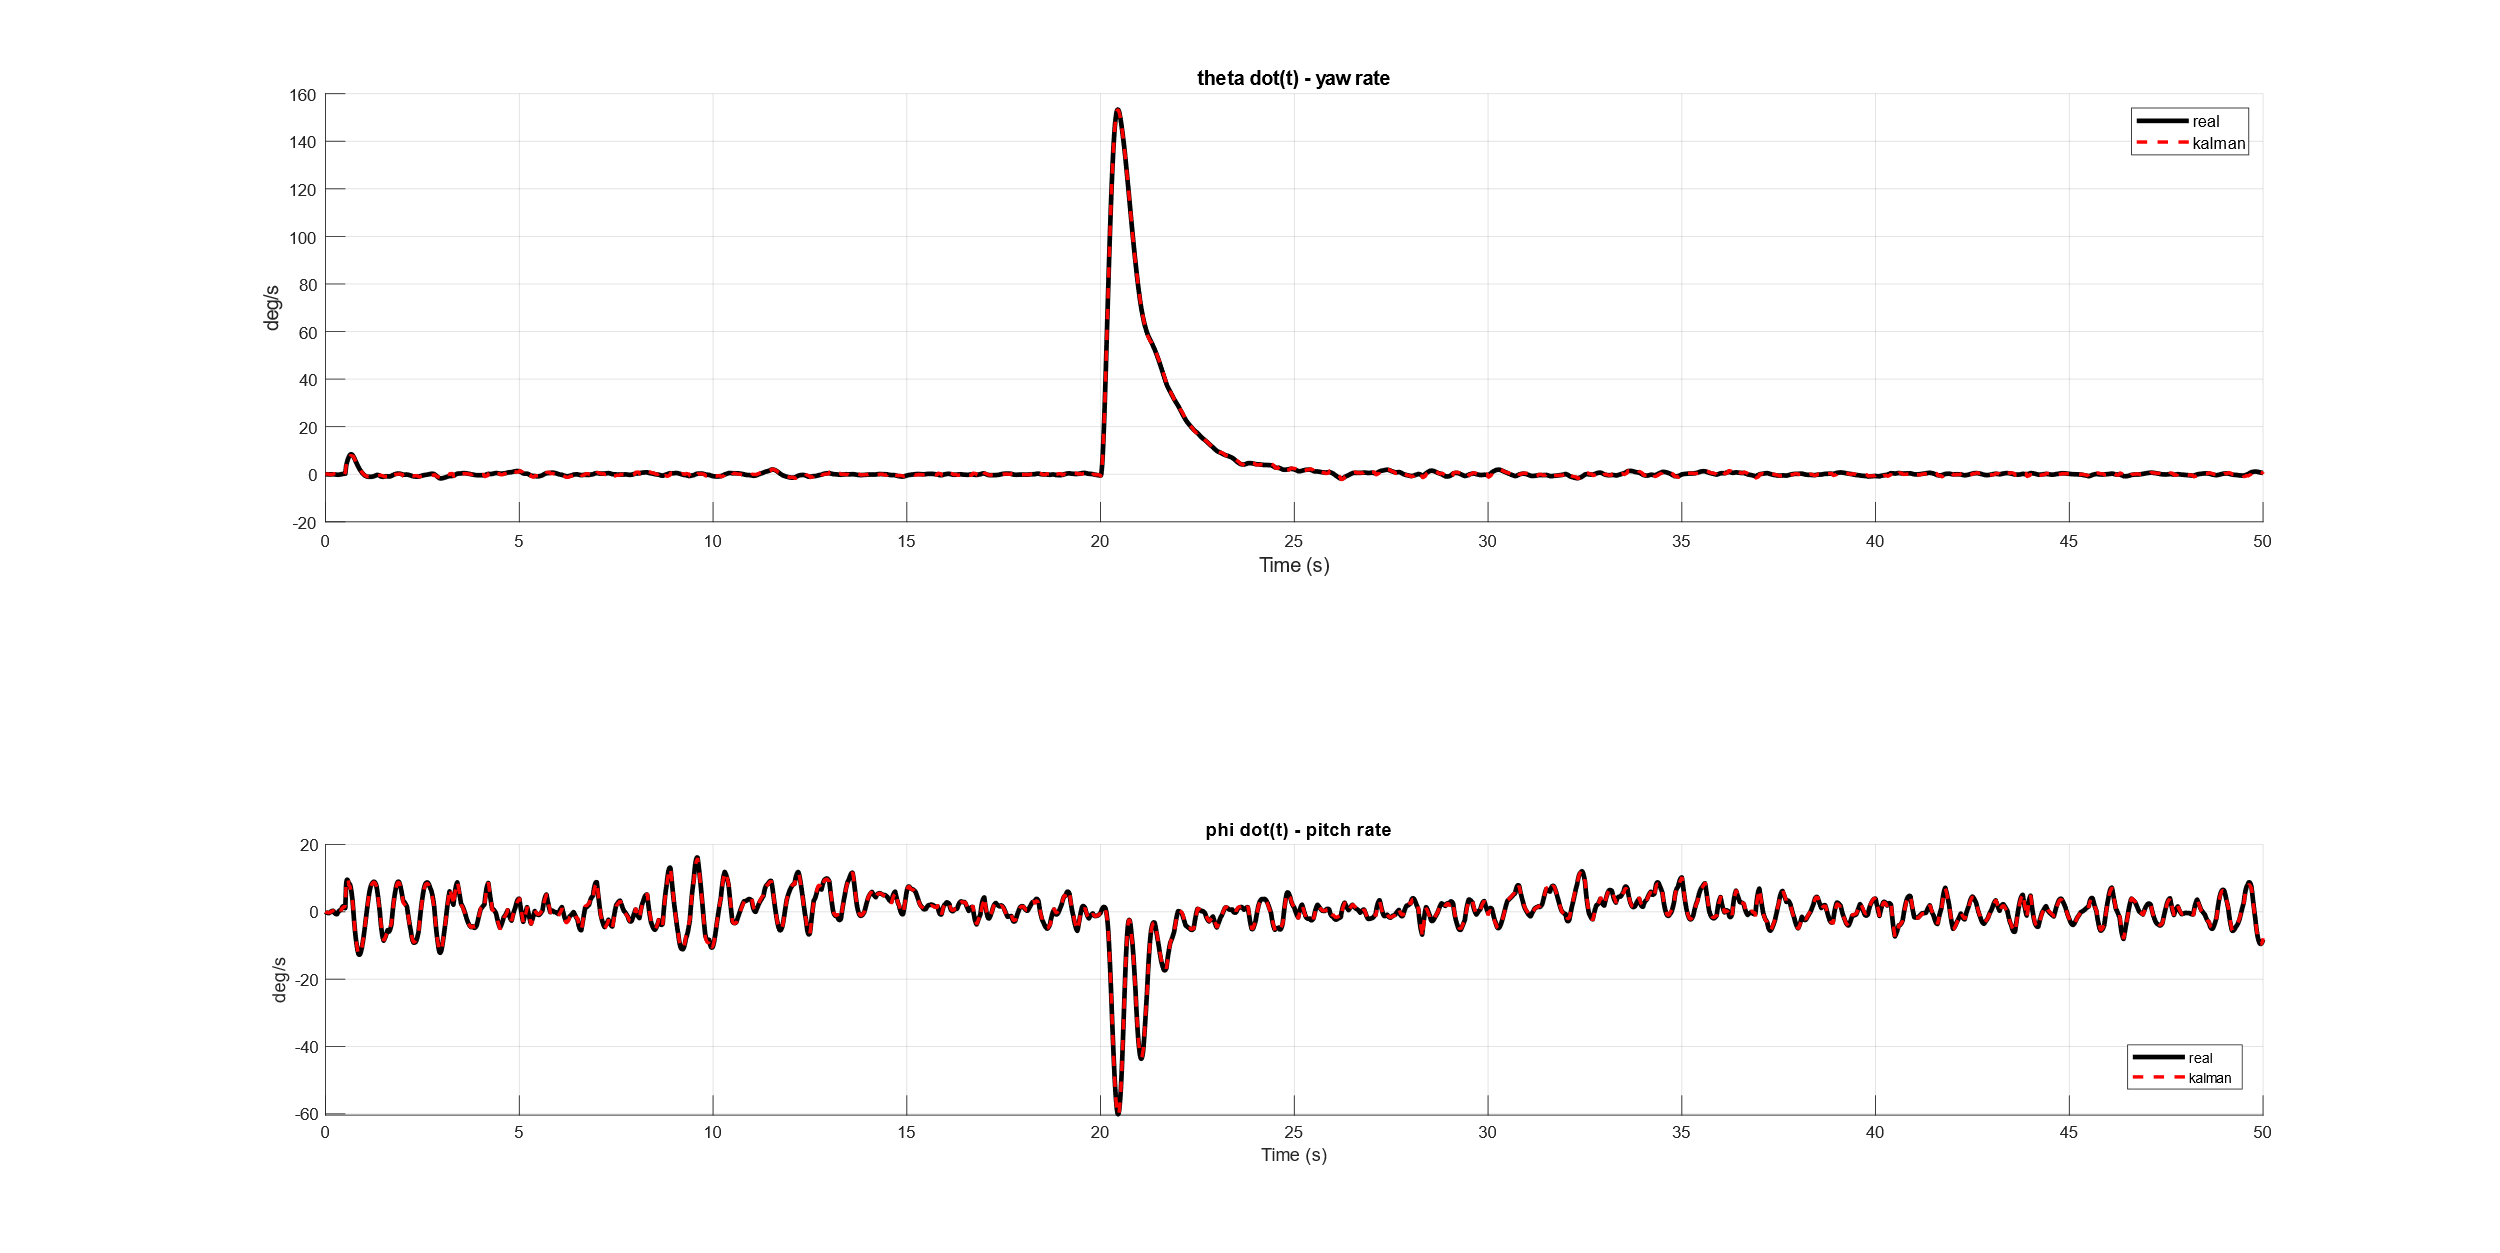 theta dot(t) - yaw rate
160
140
120
100
80
60
40
20
0
-20
deg/s
real
kalman
0 5 10 15 20 25 30 35 40 45 50
Time (s)
phi dot(t) - pitch rate
20
0
-20
-40
-60
deg/s
real
kalman
0 5 10 15 20 25 30 35 40 45 50
Time (s)